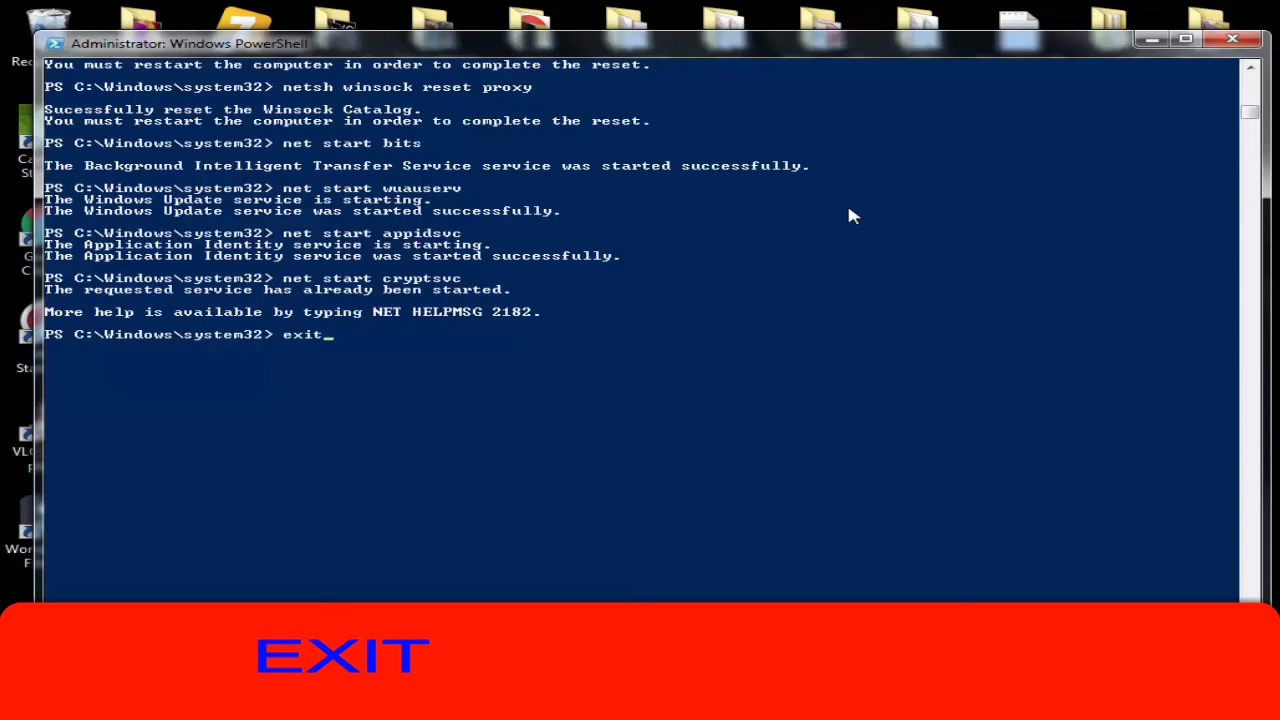 Administrator: Windows PowerShell
You must restart the computer in order to complete the reset.
PS C:\Windows\system32> netsh winsock reset proxy
Sucessfully reset the Winsock Catalog.
You must restart the computer in order to complete the reset.
PS C:\Windows\system32> net start bits
The Background Intelligent Transfer Service service was started successfully.
PS C:\Windows\system32> net start wuauserv
The Windows Update service is starting.
The Windows Update service was started successfully.
PS C:\Windows\system32> net start appidsvc
The Application Identity service is starting.
The Application Identity service was started successfully.
PS C:\Windows\system32> net start cryptsvc
The requested service has already been started.
More help is available by typing NET HELPMSG 2182.
PS C:\Windows\system32> exit_
EXIT